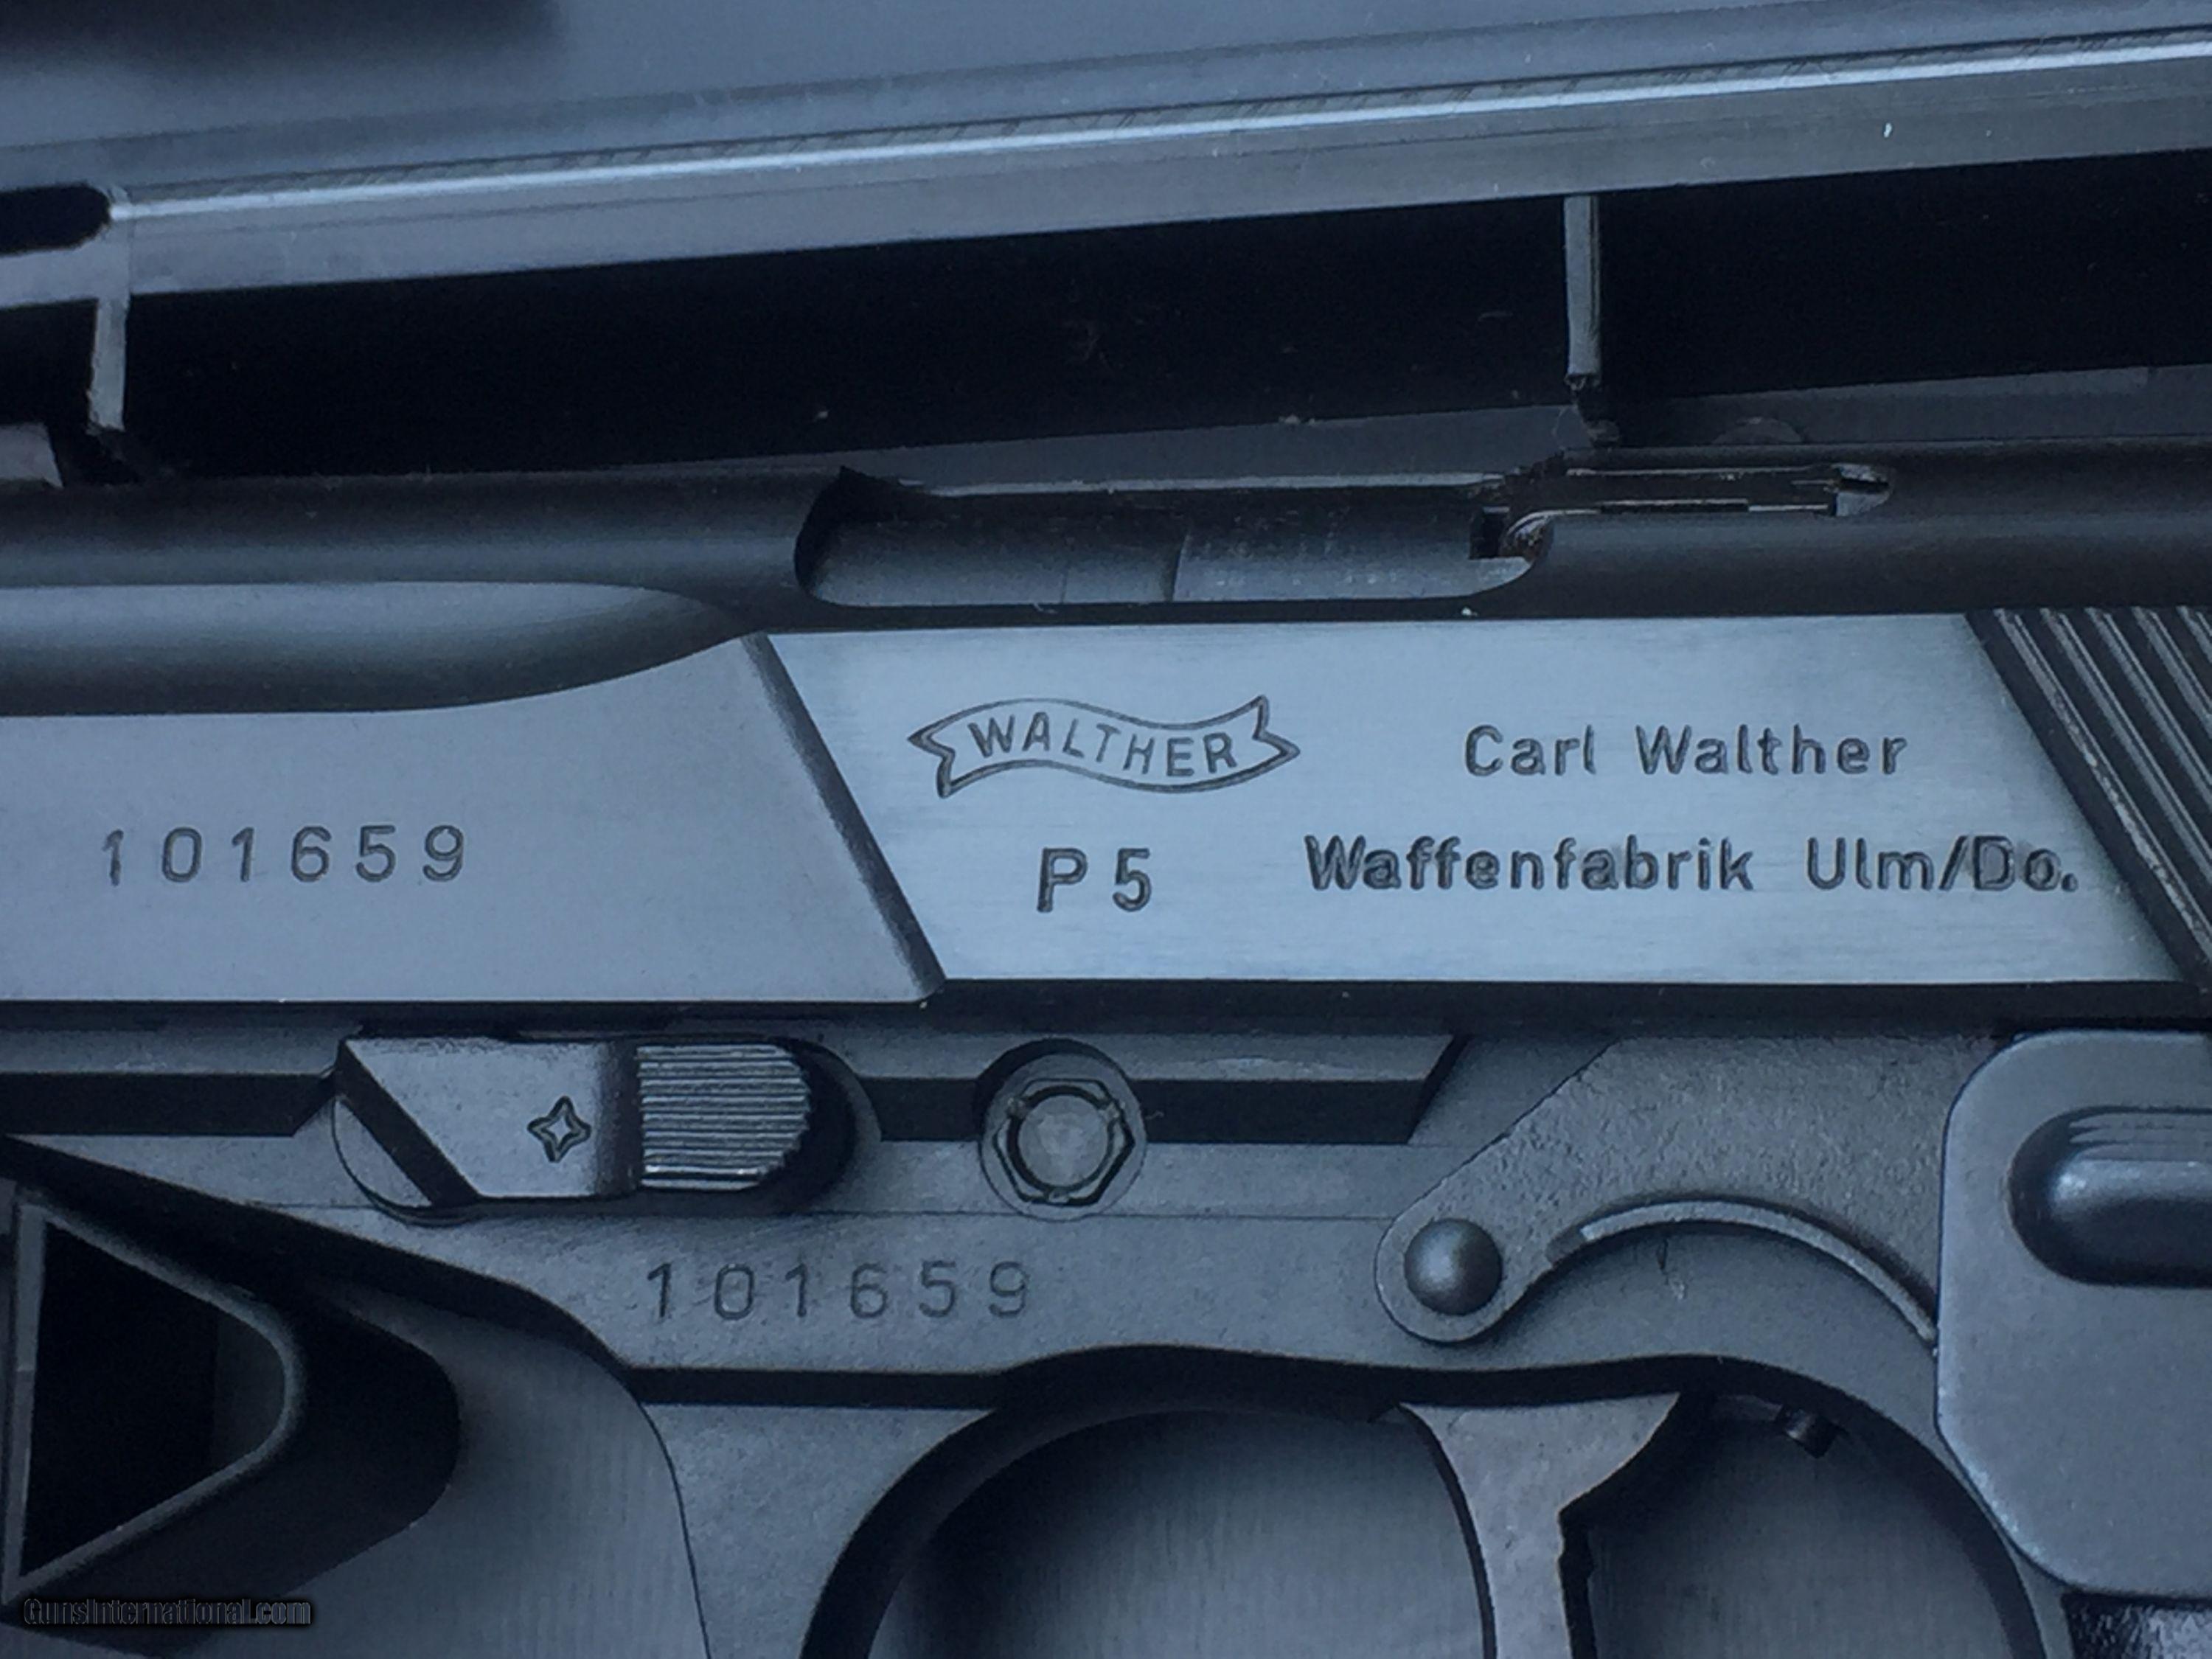 WALTHER
Carl Walther
101659
P5
Waffenfabrik Ulm/Do.
101659
GunsInternational.com